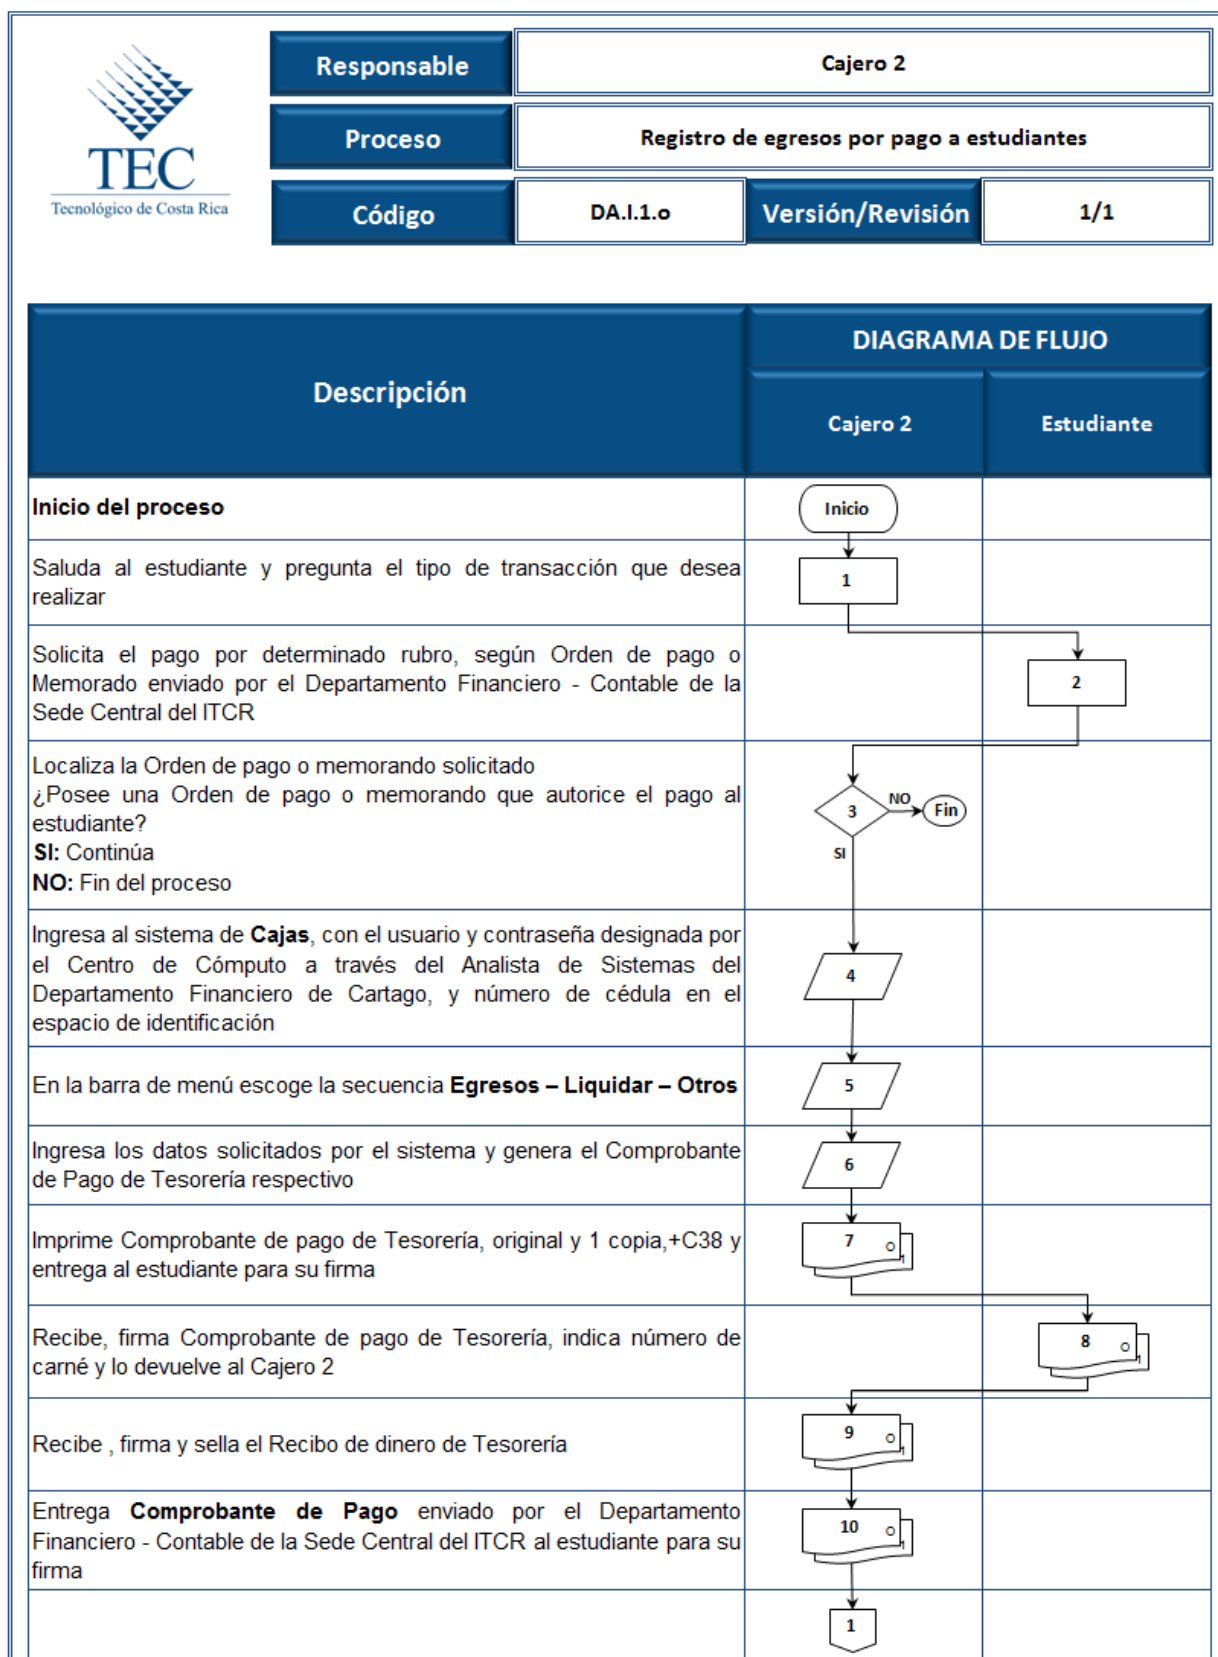 TEC
Tecnológico de Costa Rica
Responsable
Cajero 2
Proceso
Registro de egresos por pago a estudiantes
Código
DA.I.1.o
Versión/Revisión
1/1
Descripción
DIAGRAMA DE FLUJO
Cajero 2
Estudiante
Inicio del proceso
Inicio
Saluda al estudiante y pregunta el tipo de transacción que desea
realizar
1
Solicita el pago por determinado rubro, según Orden de pago o
Memorado enviado por el Departamento Financiero - Contable de la
Sede Central del ITCR
2
Localiza la Orden de pago o memorando solicitado
¿Posee una Orden de pago o memorando que autorice el pago al
estudiante?
SI: Continúa
NO: Fin del proceso
3
NO
Fin
SI
Ingresa al sistema de Cajas, con el usuario y contraseña designada por
el Centro de Cómputo a través del Analista de Sistemas del
Departamento Financiero de Cartago, y número de cédula en el
espacio de identificación
4
En la barra de menú escoge la secuencia Egresos – Liquidar – Otros
5
Ingresa los datos solicitados por el sistema y genera el Comprobante
de Pago de Tesorería respectivo
6
Imprime Comprobante de pago de Tesorería, original y 1 copia,+C38 y
entrega al estudiante para su firma
7
O
1
Recibe, firma Comprobante de pago de Tesorería, indica número de
carné y lo devuelve al Cajero 2
8
O
1
Recibe , firma y sella el Recibo de dinero de Tesorería
9
O
1
Entrega Comprobante de Pago enviado por el Departamento
Financiero - Contable de la Sede Central del ITCR al estudiante para su
firma
10
O
1
1